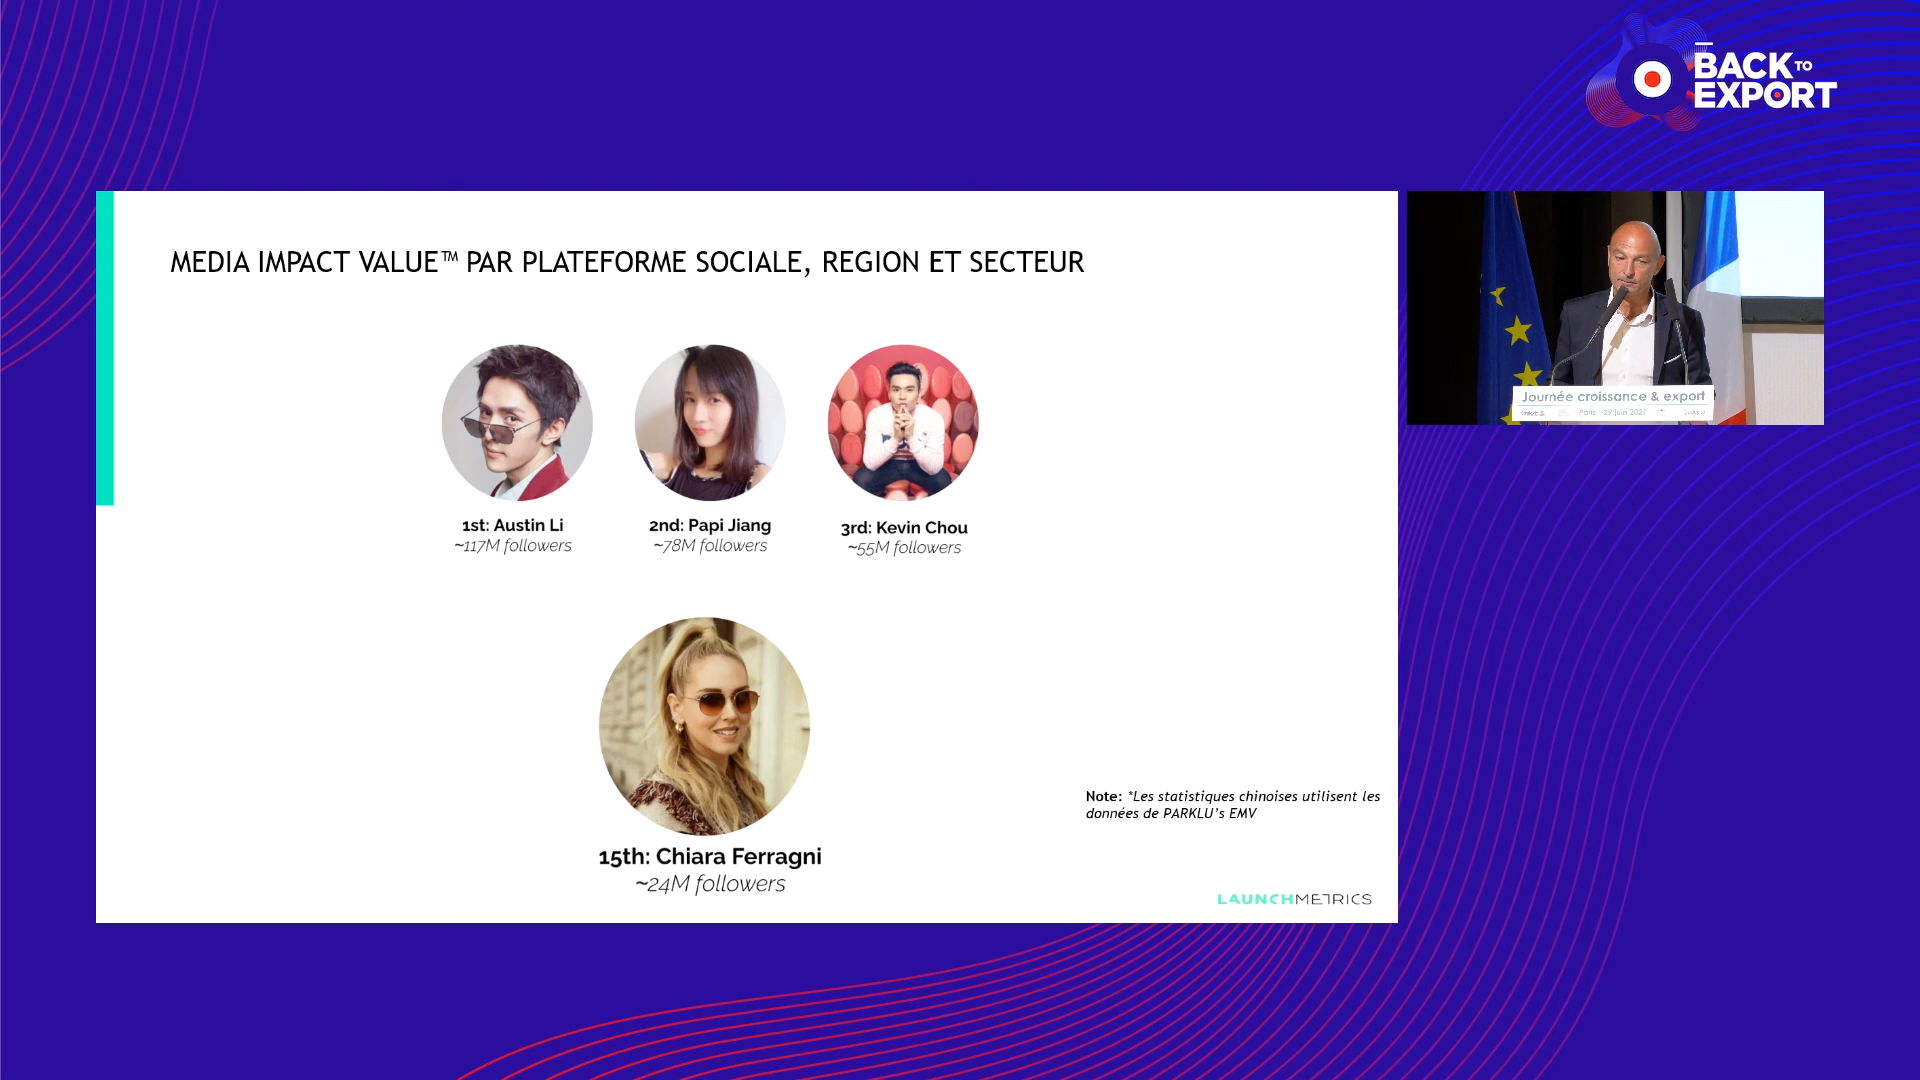 BACK TO
EXPORT
MEDIA IMPACT VALUE™ PAR PLATEFORME SOCIALE, REGION ET SECTEUR
1st: Austin Li
~117M followers
2nd: Papi Jiang
~78M followers
3rd: Kevin Chou
~55M followers
15th: Chiara Ferragni
~24M followers
Note: *Les statistiques chinoises utilisent les
données de PARKLU's EMV
LAUNCHMETRICS
Journée croissance & export
Paris 29 juin 2021